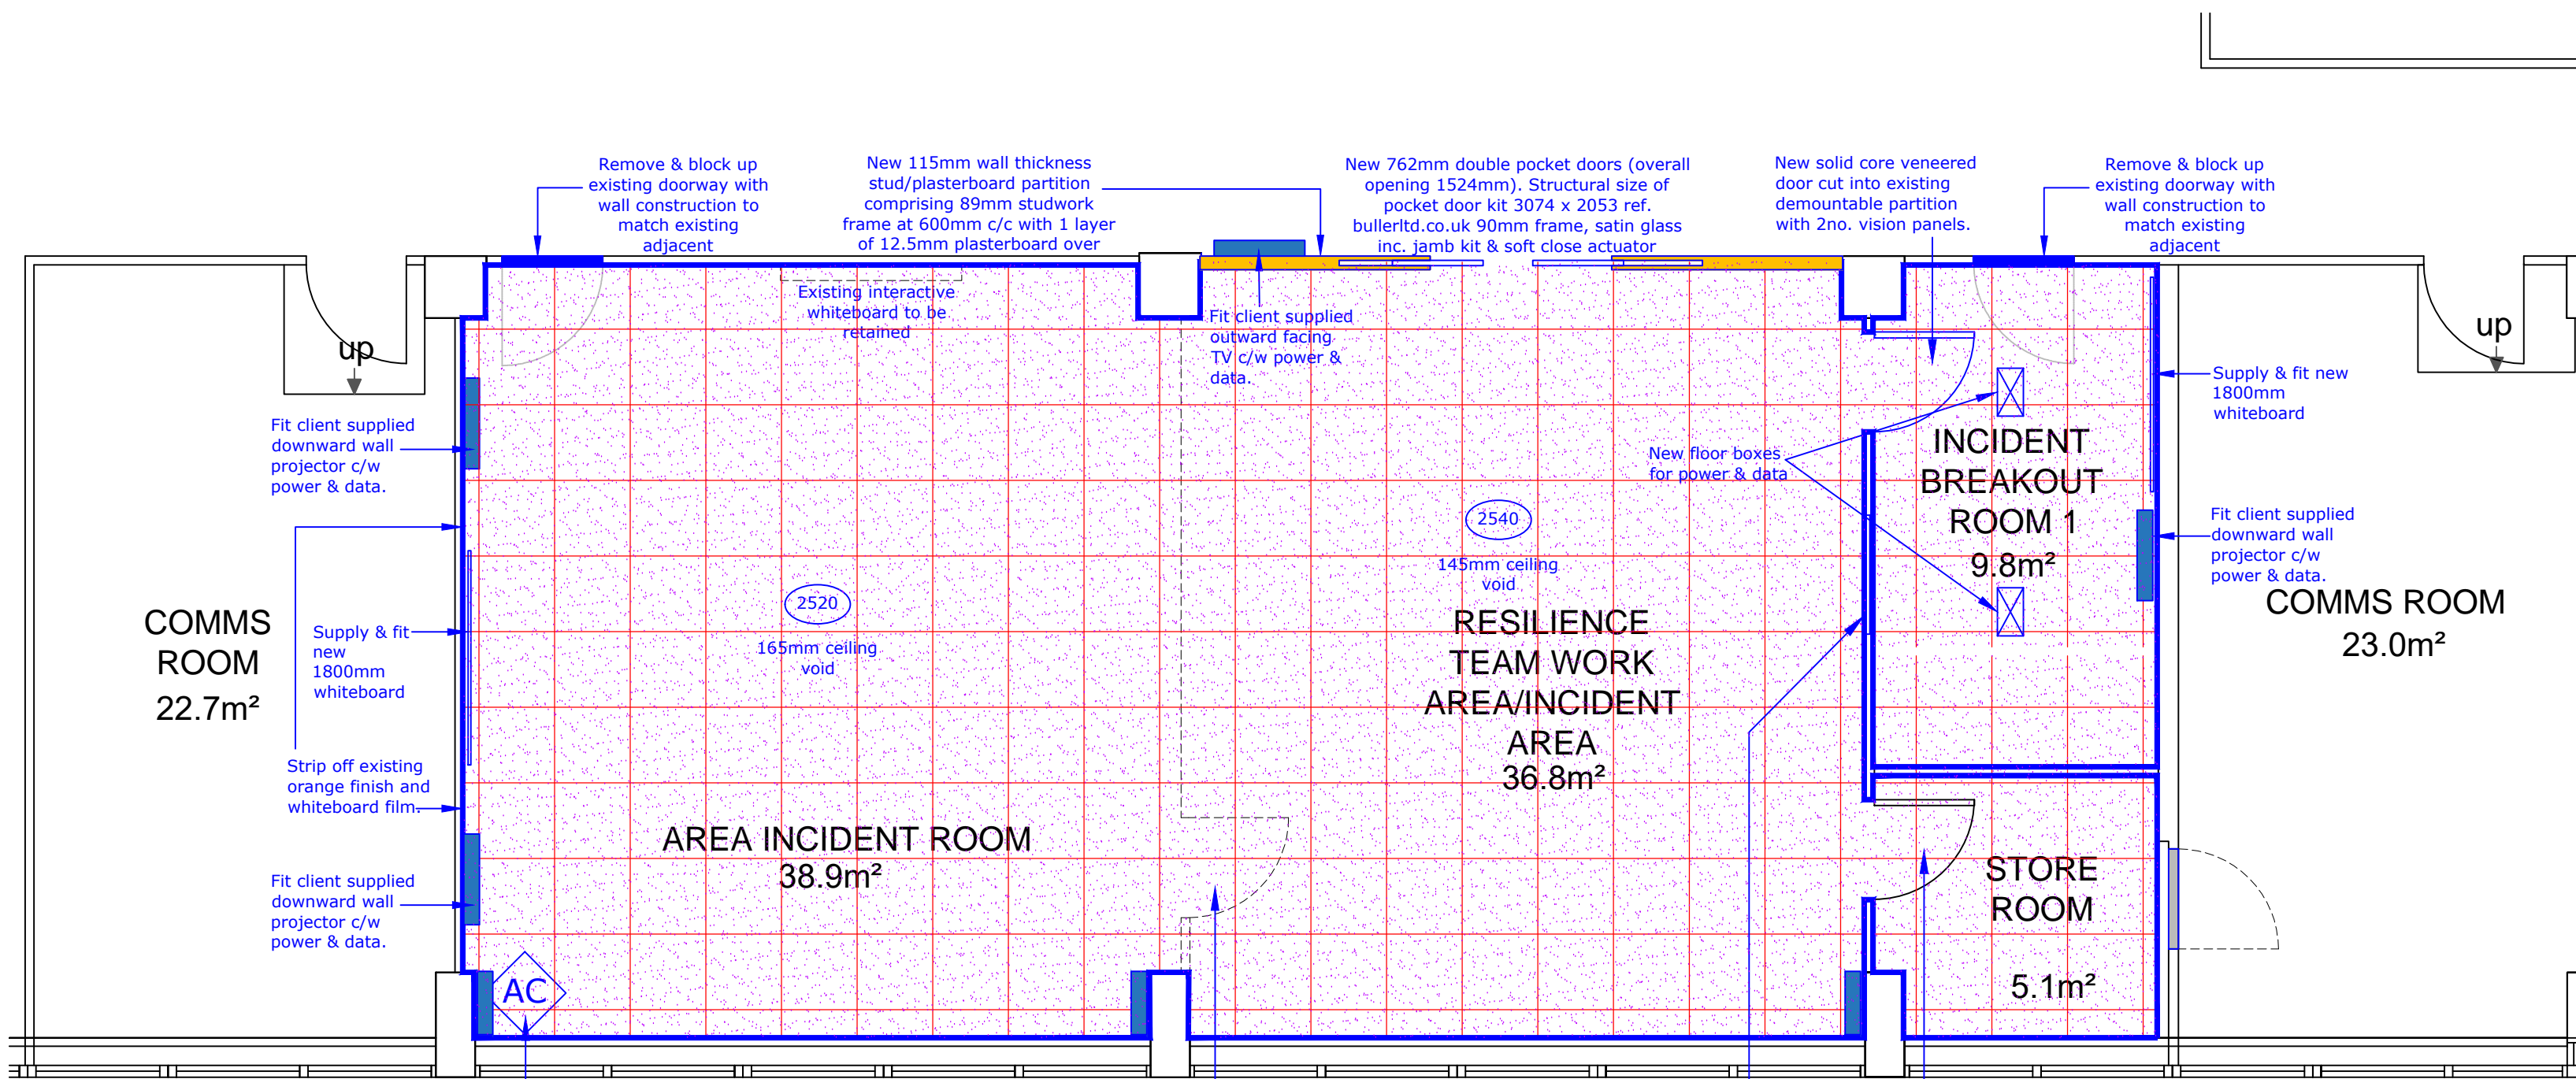 Remove & block up
existing doorway with
wall construction to
match existing
adjacent
New 115mm wall thickness
stud/plasterboard partition
comprising 89mm studwork
frame at 600mm c/c with 1 layer
of 12.5mm plasterboard over
New 762mm double pocket doors (overall
opening 1524mm). Structural size of
pocket door kit 3074 x 2053 ref.
bullerltd.co.uk 90mm frame, satin glass
inc. jamb kit & soft close actuator
New solid core veneered
door cut into existing
demountable partition
with 2no. vision panels.
Remove & block up
existing doorway with
wall construction to
match existing
adjacent
Existing interactive
whiteboard to be
retained
Fit client supplied
outward facing
TV c/w power &
data.
up
up
Supply & fit new
1800mm
whiteboard
Fit client supplied
downward wall
projector c/w
power & data.
New floor boxes
for power & data
INCIDENT
BREAKOUT
ROOM 1
9.8m²
Fit client supplied
downward wall
projector c/w
power & data.
2540
145mm ceiling
void
2520
165mm ceiling
void
COMMS
ROOM
22.7m²
Supply & fit
new
1800mm
whiteboard
RESILIENCE
TEAM WORK
AREA/INCIDENT
AREA
36.8m²
COMMS ROOM
23.0m²
Strip off existing
orange finish and
whiteboard film.
AREA INCIDENT ROOM
38.9m²
STORE
ROOM
5.1m²
Fit client supplied
downward wall
projector c/w
power & data.
AC